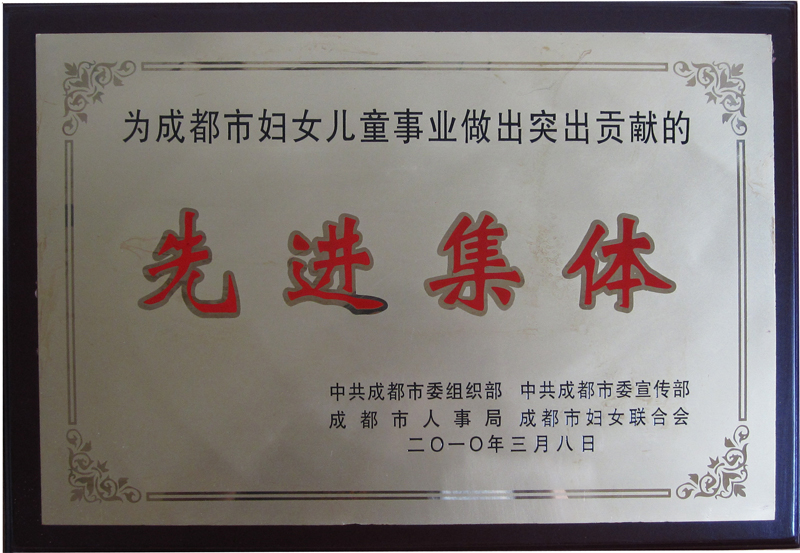 为成都市妇女儿童事业做出突出贡献的
先进集体
中共成都市委组织部 中共成都市委宣传部
成都市人事局 成都市妇女联合会
二〇一〇年三月八日